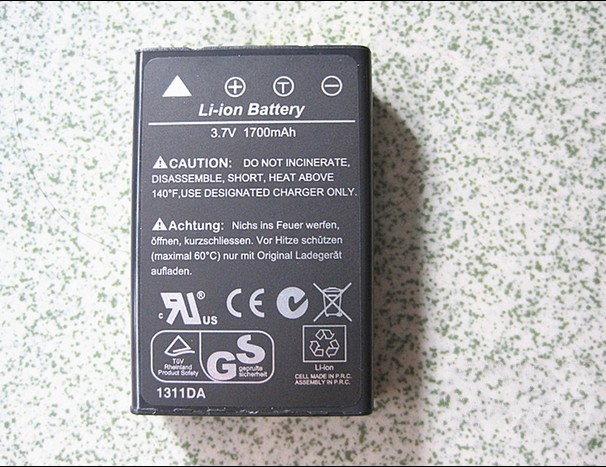 + T −
Li-ion Battery
3.7V 1700mAh
CAUTION: DO NOT INCINERATE,
DISASSEMBLE, SHORT, HEAT ABOVE
140°F,USE DESIGNATED CHARGER ONLY.
Achtung: Nichs ins Feuer werfen,
öffnen, kurzschliessen. Vor Hitze schützen
(maximal 60°C) nur mit Original Ladegerät
aufladen.
c RU ® US CE
TÜV
Rheinland
Product Safety
GS
geprüfte
sicherheit
Li-ion
CELL MADE IN P.R.C.
ASSEMBLY IN P.R.C.
1311DA